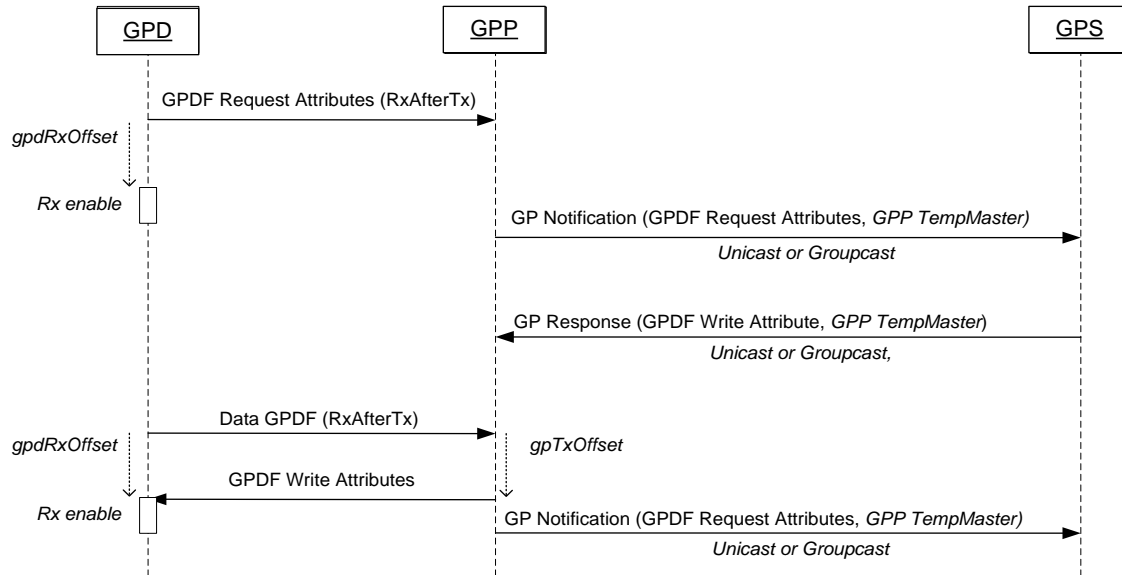 GPD
GPP
GPS
GPDF Request Attributes (RxAfterTx)
gpdRxOffset
Rx enable
GP Notification (GPDF Request Attributes, GPP TempMaster)
Unicast or Groupcast
GP Response (GPDF Write Attribute, GPP TempMaster)
Unicast or Groupcast,
Data GPDF (RxAfterTx)
gpdRxOffset
gpTxOffset
GPDF Write Attributes
Rx enable
GP Notification (GPDF Request Attributes, GPP TempMaster)
Unicast or Groupcast